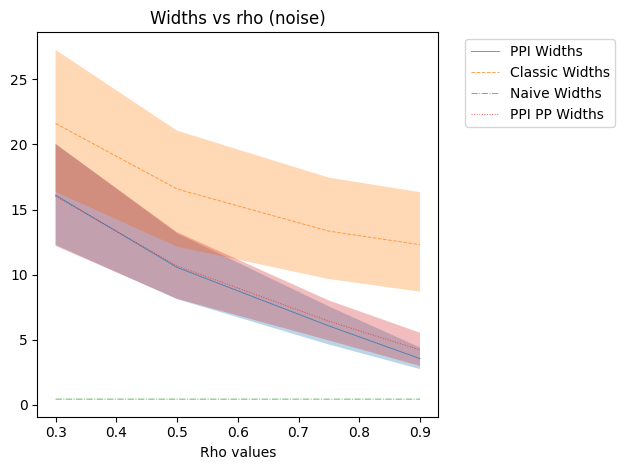 Widths vs rho (noise)
PPI Widths
Classic Widths
Naive Widths
PPI PP Widths
25
20
15
10
5
0
0.3 0.4 0.5 0.6 0.7 0.8 0.9
Rho values